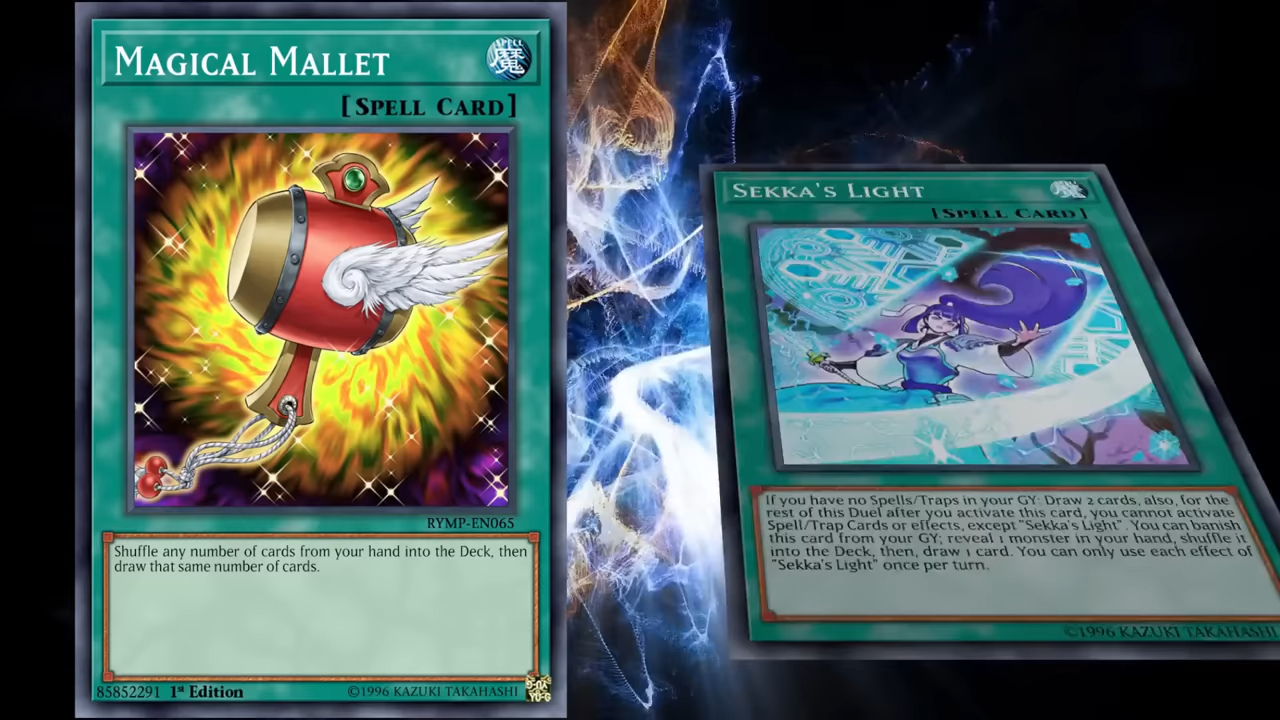 MAGICAL MALLET
[SPELL CARD]
RYMP-EN065
Shuffle any number of cards from your hand into the Deck, then
draw that same number of cards.
85852291 1st Edition
©1996 KAZUKI TAKAHASHI
SEKKA'S LIGHT
[SPELL CARD]
If you have no Spells/Traps in your GY: Draw 2 cards, also, for the
rest of this Duel after you activate this card, you cannot activate
Spell/Trap Cards or effects, except "Sekka's Light". You can banish
this card from your GY; reveal 1 monster in your hand, shuffle it
into the Deck, then, draw 1 card. You can only use each effect of
"Sekka's Light" once per turn.
©1996 KAZUKI TAKAHASHI